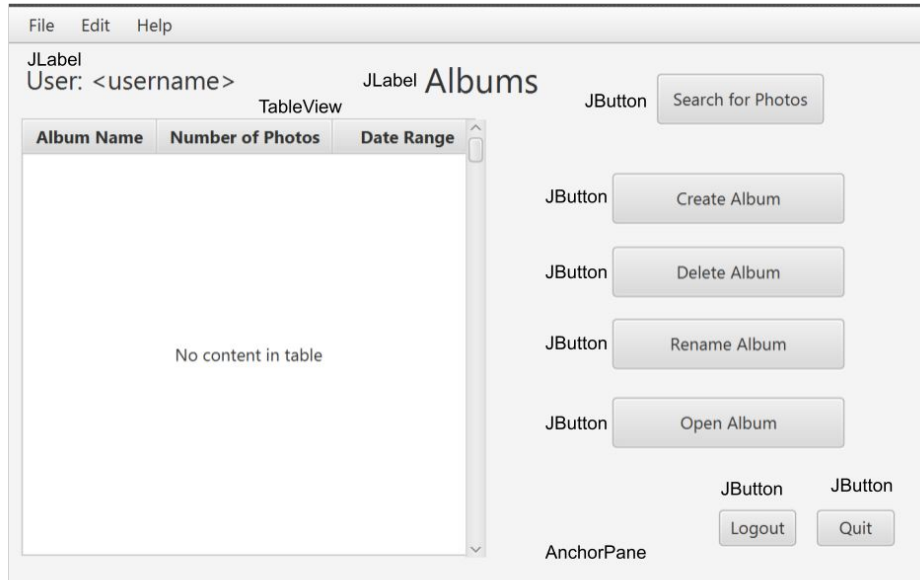 File Edit Help
JLabel
User: <username>
JLabel Albums
TableView
JButton Search for Photos
Album Name Number of Photos Date Range
JButton Create Album
JButton Delete Album
JButton Rename Album
No content in table
JButton Open Album
JButton JButton
Logout Quit
AnchorPane